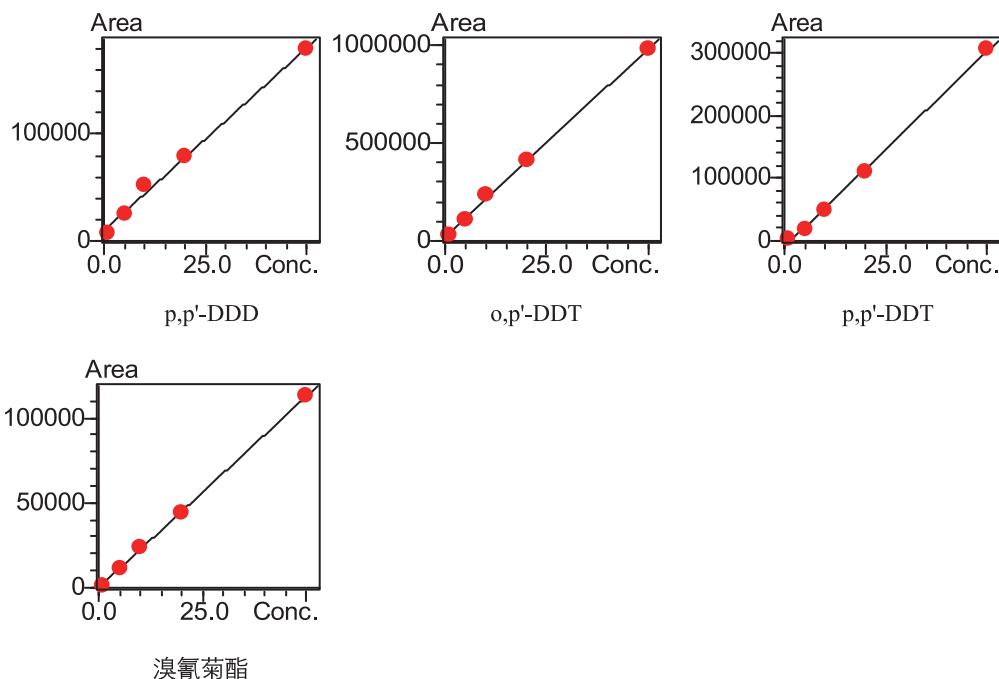 Area
100000
0
0.0 25.0 Conc.
p,p'-DDD
Area
1000000
500000
0
0.0 25.0 Conc.
o,p'-DDT
Area
300000
200000
100000
0
0.0 25.0 Conc.
p,p'-DDT
Area
100000
50000
0
0.0 25.0 Conc.
溴氰菊酯